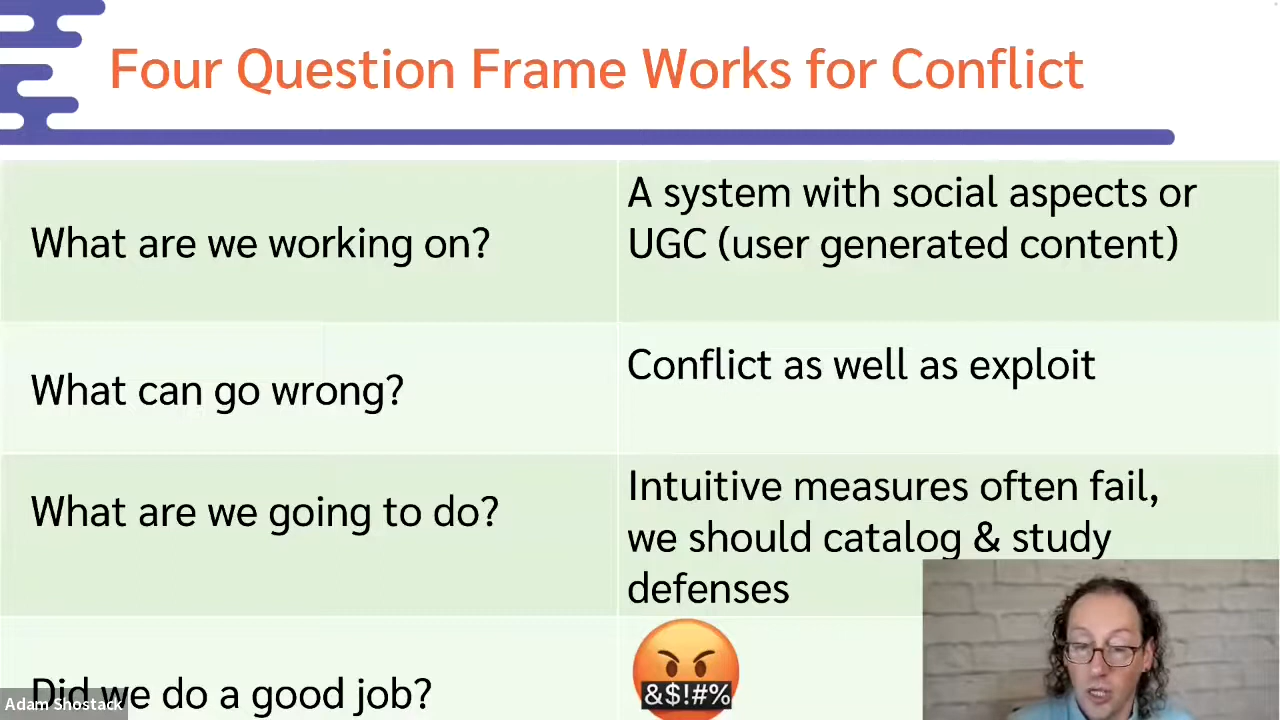 Four Question Frame Works for Conflict
What are we working on?
A system with social aspects or
UGC (user generated content)
What can go wrong?
Conflict as well as exploit
What are we going to do?
Intuitive measures often fail,
we should catalog & study
defenses
Did we do a good job?
&$!#%
Adam Shostack